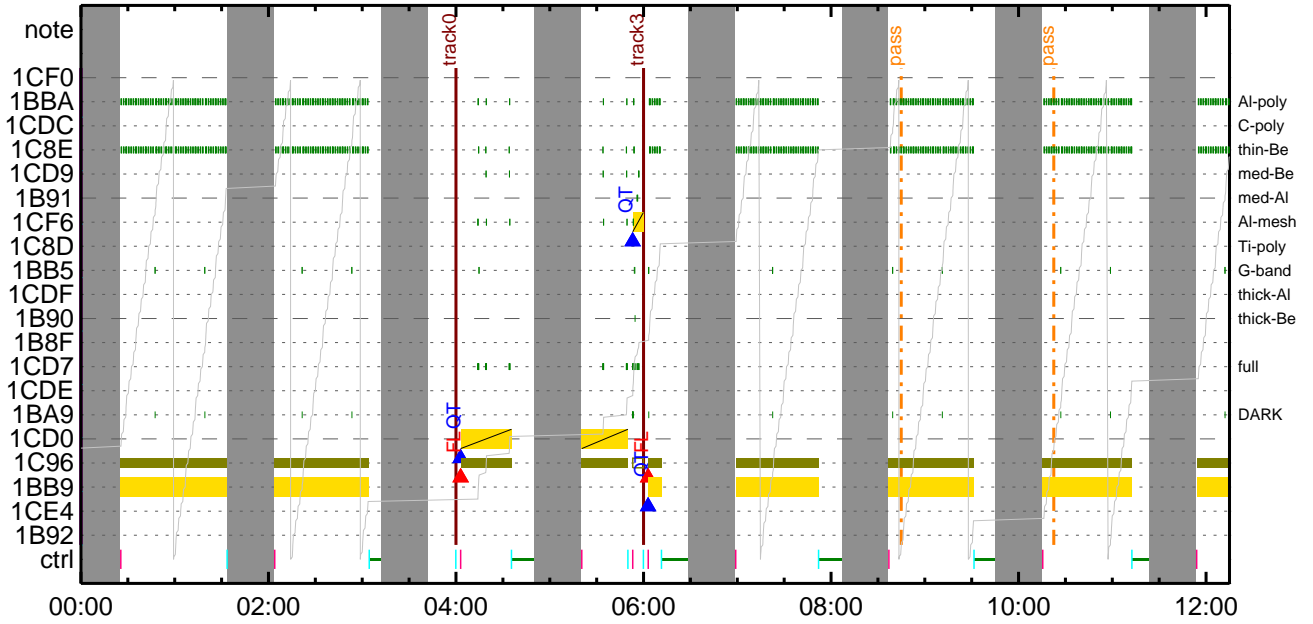 note
track0
track3
pass
pass
1CF0
1BBA Al-poly
1CDC C-poly
1C8E thin-Be
1CD9 med-Be
1B91 med-Al
QT
1CF6 Al-mesh
1C8D Ti-poly
1BB5 G-band
1CDF thick-Al
1B90 thick-Be
1B8F
1CD7 full
1CDE
1BA9 DARK
QT
1CD0
FL
FL
1C96
QT
1BB9
1CE4
1B92
ctrl
00:00 02:00 04:00 06:00 08:00 10:00 12:00